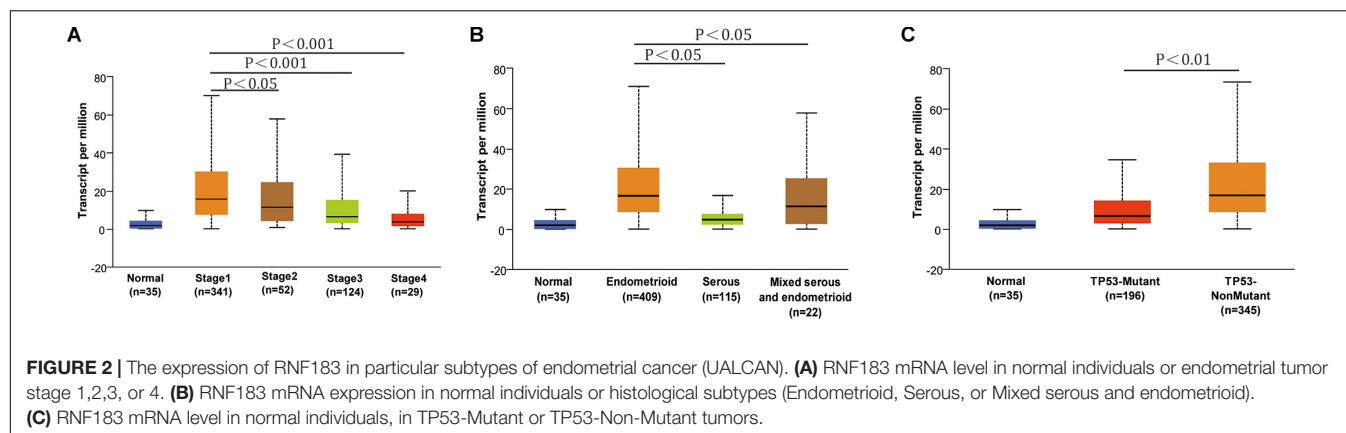 A
P<0.001
P<0.001
P<0.05
Transcript per million
80
60
40
20
0
-20
Normal
(n=35)
Stage1
(n=341)
Stage2
(n=52)
Stage3
(n=124)
Stage4
(n=29)
B
P<0.05
P<0.05
Transcript per million
80
60
40
20
0
-20
Normal
(n=35)
Endometrioid
(n=409)
Serous
(n=115)
Mixed serous
and endometrioid
(n=22)
C
P<0.01
Transcript per million
80
60
40
20
0
-20
Normal
(n=35)
TP53-Mutant
(n=196)
TP53-
NonMutant
(n=345)
FIGURE 2 | The expression of RNF183 in particular subtypes of endometrial cancer (UALCAN). (A) RNF183 mRNA level in normal individuals or endometrial tumor
stage 1,2,3, or 4. (B) RNF183 mRNA expression in normal individuals or histological subtypes (Endometrioid, Serous, or Mixed serous and endometrioid).
(C) RNF183 mRNA level in normal individuals, in TP53-Mutant or TP53-Non-Mutant tumors.